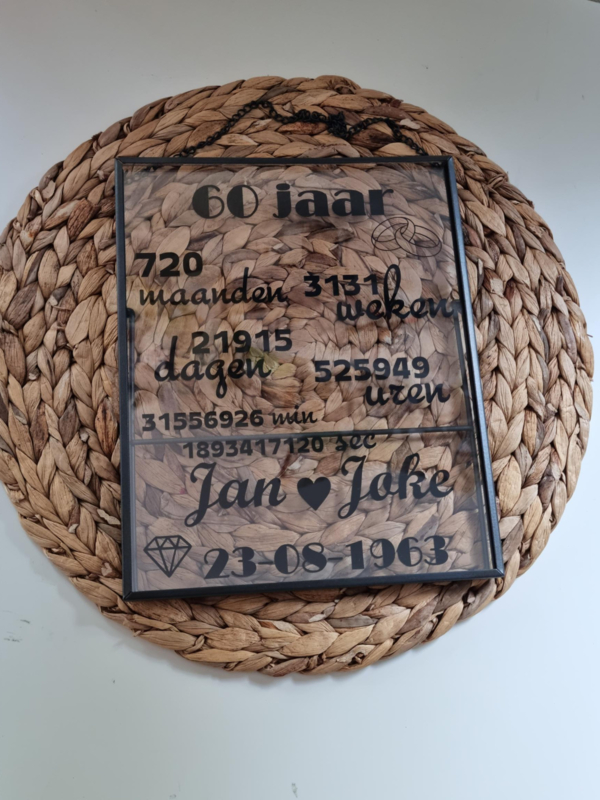 60 jaar
720
maanden
3131
weken
21915
dagen
525949
uren
31556926 min
1893417120 sec
Jan ♥ Joke
23-08-1963